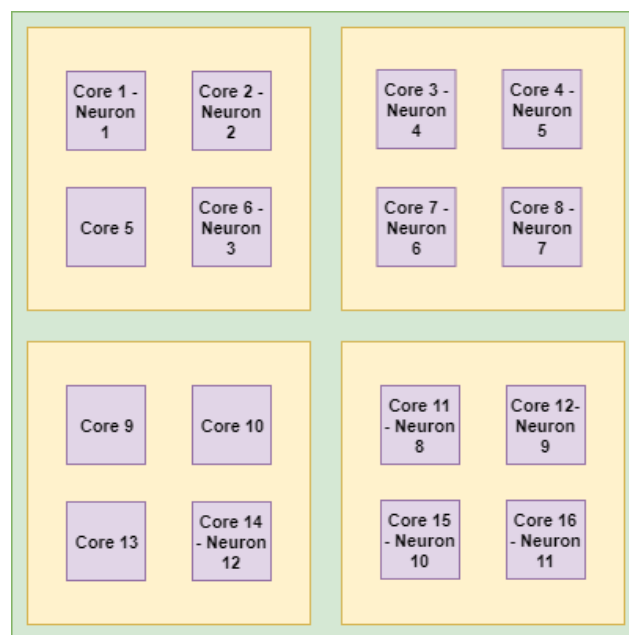 Core 1 -
Neuron
1
Core 2 -
Neuron
2
Core 5
Core 6 -
Neuron
3
Core 3 -
Neuron
4
Core 4 -
Neuron
5
Core 7 -
Neuron
6
Core 8 -
Neuron
7
Core 9
Core 10
Core 13
Core 14
- Neuron
12
Core 11
- Neuron
8
Core 12-
Neuron
9
Core 15
- Neuron
10
Core 16
- Neuron
11